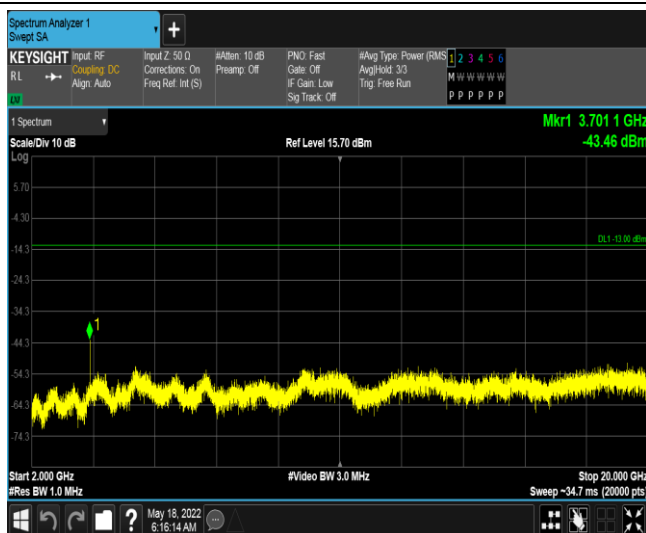 Spectrum Analyzer 1
Swept SA
+
KEYSIGHT
RL
LXI
Input: RF
Coupling: DC
Align: Auto
Input Z: 50 Ω
Corrections: On
Freq Ref: Int (S)
#Atten: 10 dB
Preamp: Off
PNO: Fast
Gate: Off
IF Gain: Low
Sig Track: Off
#Avg Type: Power (RMS
Avg|Hold: 3/3
Trig: Free Run
1 2 3 4 5 6
M W W W W W
P P P P P P
1 Spectrum
Mkr1 3.701 1 GHz
-43.46 dBm
Scale/Div 10 dB
Ref Level 15.70 dBm
Log
5.70
-4.30
DL1 -13.00 dBm
-14.3
-24.3
-34.3
1
-44.3
-54.3
-64.3
-74.3
Start 2.000 GHz
#Video BW 3.0 MHz
Stop 20.000 GHz
#Res BW 1.0 MHz
Sweep ~34.7 ms (20000 pts)
?
May 18, 2022
6:16:14 AM